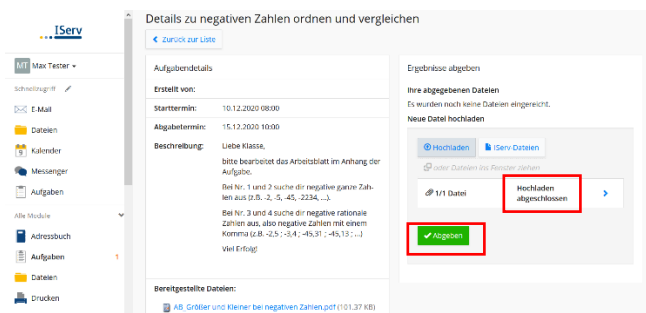 IServ
MT Max Tester
Schnellzugriff
E-Mail
Dateien
9 Kalender
Messenger
Aufgaben
Alle Module
Adressbuch
Aufgaben 1
Dateien
Drucken
Details zu negativen Zahlen ordnen und vergleichen
Zurück zur Liste
Aufgabendetails
Erstellt von:
Starttermin: 10.12.2020 08:00
Abgabetermin: 15.12.2020 10:00
Beschreibung: Liebe Klasse,
bitte bearbeitet das Arbeitsblatt im Anhang der
Aufgabe.
Bei Nr. 1 und 2 suche dir negative ganze Zah-
len aus (z.B. -2, -5, -45, -2234, ...).
Bei Nr. 3 und 4 suche dir negative rationale
Zahlen aus, also negative Zahlen mit einem
Komma (z.B. -2,5 ; -3,4 ; -45,31 ; -45,13 ; ...)
Viel Erfolg!
Bereitgestellte Dateien:
AB_Größer und Kleiner bei negativen Zahlen.pdf (101.37 KB)
Ergebnisse abgeben
Ihre abgegebenen Dateien
Es wurden noch keine Dateien eingereicht.
Neue Datei hochladen
Hochladen
IServ-Dateien
oder Dateien ins Fenster ziehen
1/1 Datei
Hochladen
abgeschlossen
Abgeben